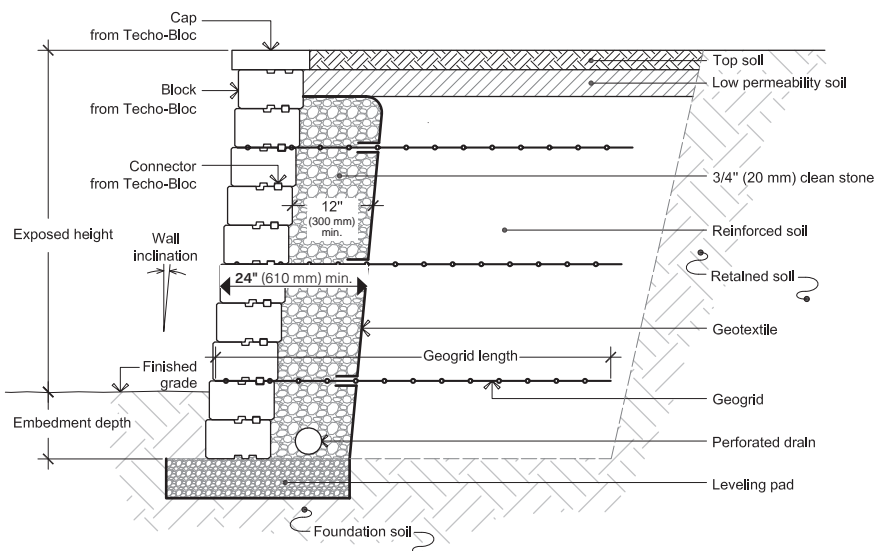 Cap
from Techo-Bloc
Top soil
Low permeability soil
Block
from Techo-Bloc
Connector
from Techo-Bloc
3/4" (20 mm) clean stone
12"
(300 mm)
min.
Exposed height
Wall
inclination
Reinforced soil
24" (610 mm) min.
Retained soil
Geotextile
Geogrid length
Finished
grade
Geogrid
Embedment depth
Perforated drain
Leveling pad
Foundation soil